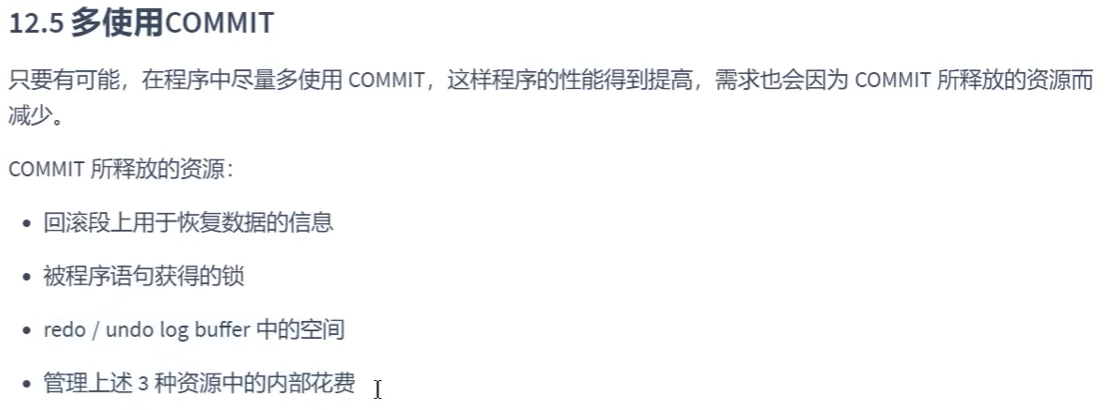 12.5 多使用COMMIT
只要有可能，在程序中尽量多使用 COMMIT，这样程序的性能得到提高，需求也会因为 COMMIT 所释放的资源而
减少。
COMMIT 所释放的资源：
• 回滚段上用于恢复数据的信息
• 被程序语句获得的锁
• redo / undo log buffer 中的空间
• 管理上述 3 种资源中的内部花费